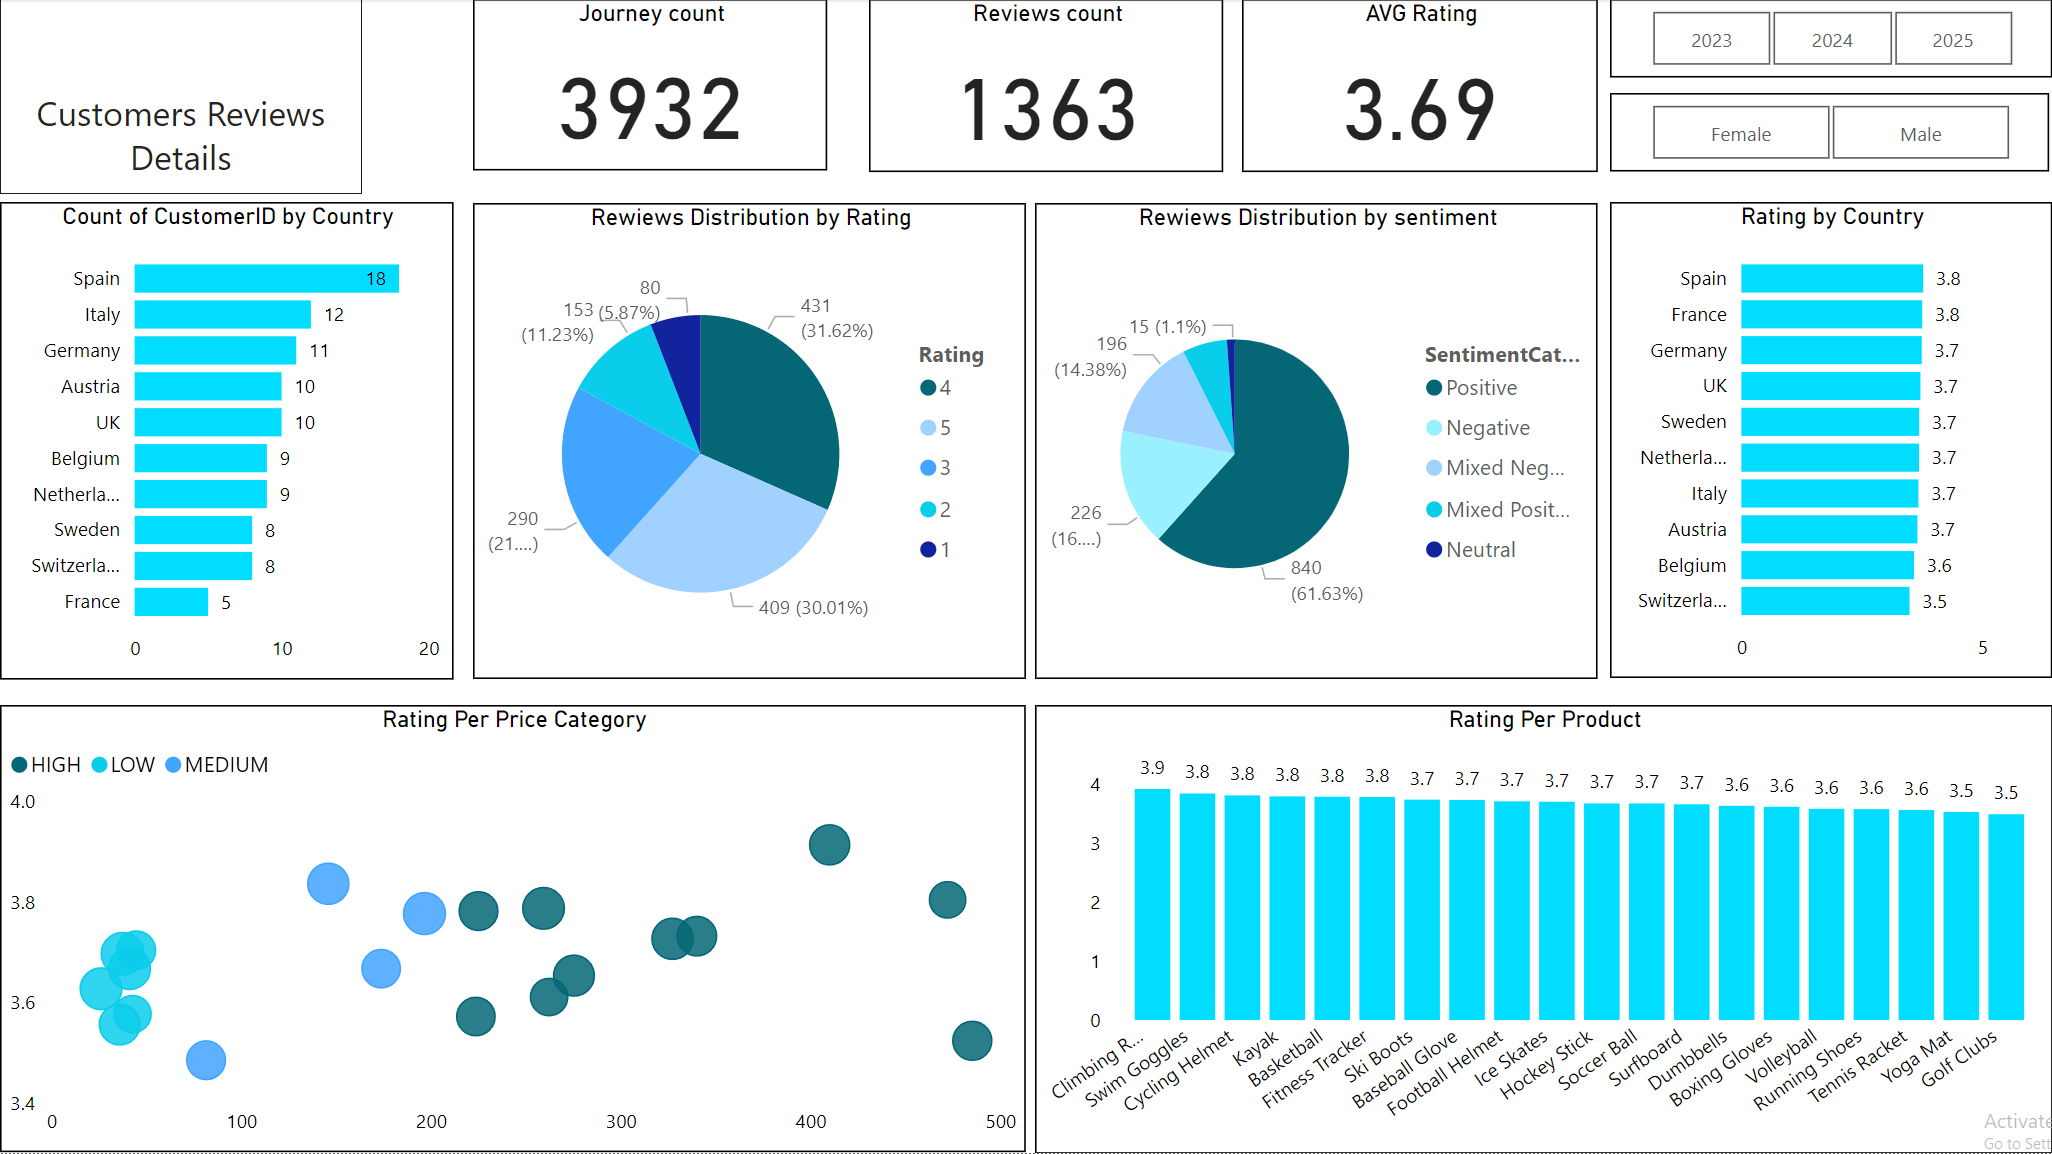 Customers Reviews
Details
Journey count
3932
Reviews count
1363
AVG Rating
3.69
2023
2024
2025
Female
Male
Count of CustomerID by Country
Spain
18
Italy
12
Germany
11
Austria
10
UK
10
Belgium
9
Netherla...
9
Sweden
8
Switzerla...
8
France
5
0
10
20
Rewiews Distribution by Rating
80
(5.87%)
153
(11.23%)
431
(31.62%)
290
(21....)
409 (30.01%)
Rating
4
5
3
2
1
Rewiews Distribution by sentiment
15 (1.1%)
196
(14.38%)
226
(16....)
840
(61.63%)
SentimentCat...
Positive
Negative
Mixed Neg...
Mixed Posit...
Neutral
Rating by Country
Spain
3.8
France
3.8
Germany
3.7
UK
3.7
Sweden
3.7
Netherla...
3.7
Italy
3.7
Austria
3.7
Belgium
3.6
Switzerla...
3.5
0
5
Rating Per Price Category
HIGH
LOW
MEDIUM
4.0
3.8
3.6
3.4
0
100
200
300
400
500
Rating Per Product
4
3
2
1
0
3.9
3.8
3.8
3.8
3.8
3.8
3.7
3.7
3.7
3.7
3.7
3.7
3.7
3.6
3.6
3.6
3.6
3.6
3.5
3.5
Climbing R...
Swim Goggles
Cycling Helmet
Kayak
Basketball
Fitness Tracker
Ski Boots
Baseball Glove
Football Helmet
Ice Skates
Hockey Stick
Soccer Ball
Surfboard
Dumbbells
Boxing Gloves
Volleyball
Running Shoes
Tennis Racket
Yoga Mat
Golf Clubs
Activate
Go to Sett